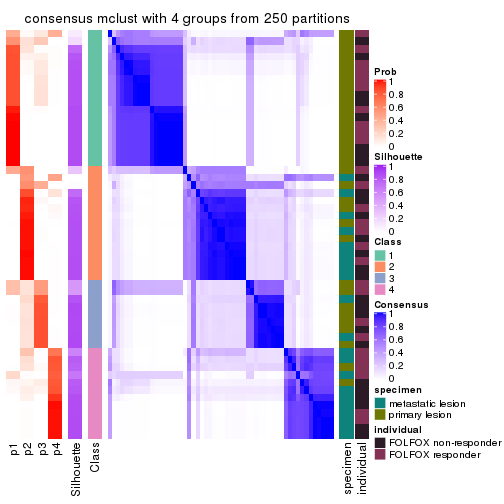 consensus mclust with 4 groups from 250 partitions
Prob
1
0.8
0.6
0.4
0.2
0
Silhouette
1
0.8
0.6
0.4
0.2
0
Class
1
2
3
4
Consensus
1
0.8
0.6
0.4
0.2
0
specimen
metastatic lesion
primary lesion
individual
FOLFOX non-responder
FOLFOX responder
p1
p2
p3
p4
Silhouette
Class
specimen
individual